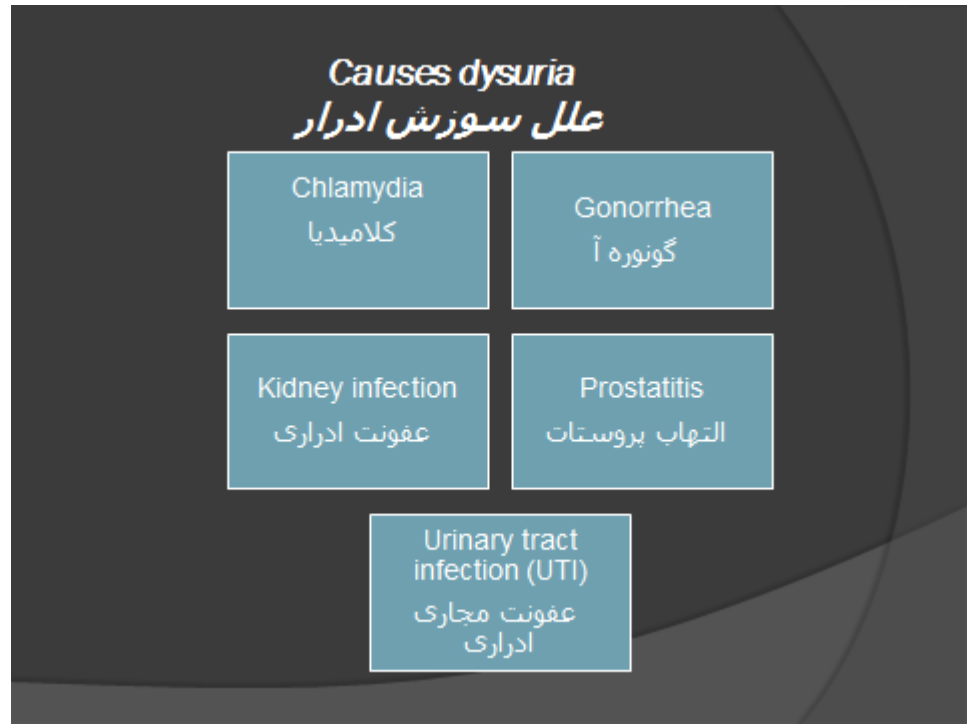 Causes dysuria
علل سوزش ادرار
Chlamydia
کلامیدیا
Gonorrhea
گونوره آ
Kidney infection
عفونت ادراری
Prostatitis
التهاب پروستات
Urinary tract
infection (UTI)
عفونت مجاری
ادراری